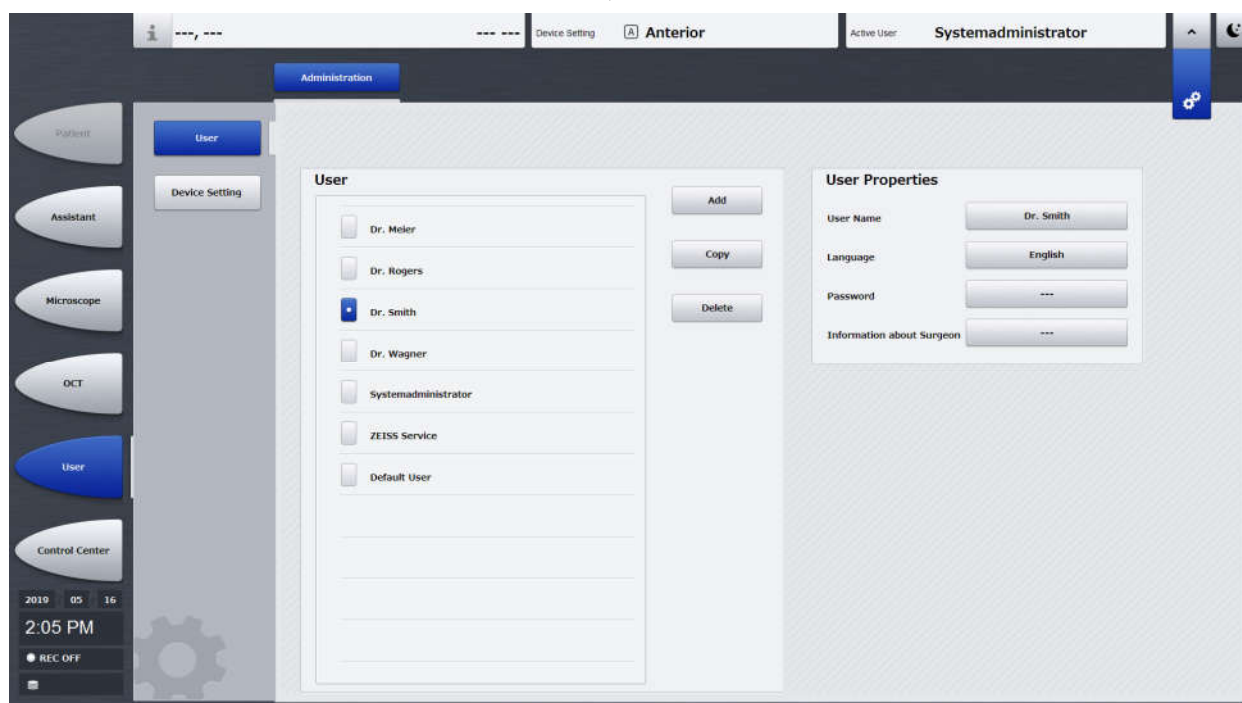 i ---, --- --- --- Device Setting A Anterior Active User Systemadministrator
Administration
Patient
User
Device Setting
Assistant
Microscope
OCT
User
Control Center
2019 05 16
2:05 PM
REC OFF
User
Dr. Meier
Dr. Rogers
Dr. Smith
Dr. Wagner
Systemadministrator
ZEISS Service
Default User
Add
Copy
Delete
User Properties
User Name Dr. Smith
Language English
Password ---
Information about Surgeon ---